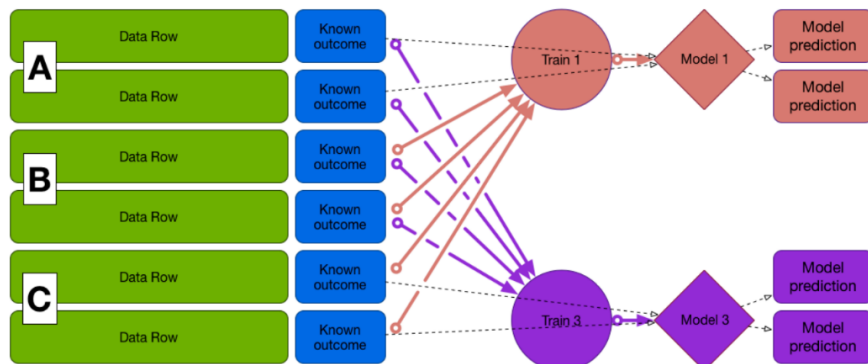 Data Row
Known
outcome
Train 1
Model 1
Model
prediction
A
Data Row
Known
outcome
Model
prediction
Data Row
Known
outcome
B
Data Row
Known
outcome
Data Row
Known
outcome
Model
prediction
C
Data Row
Known
outcome
Train 3
Model 3
Model
prediction